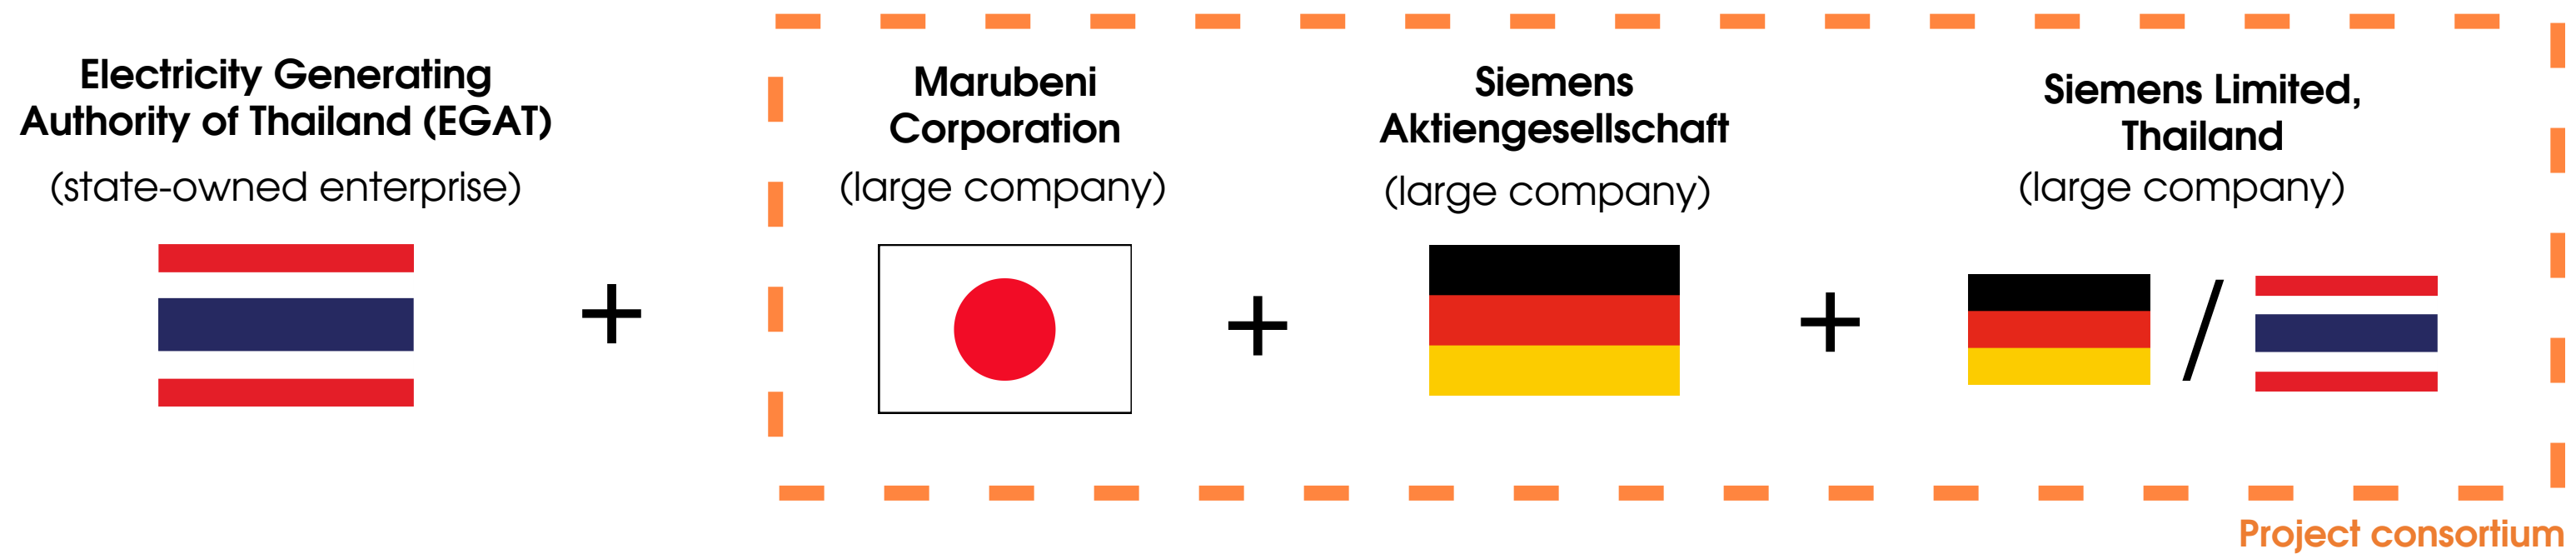 Electricity Generating
Authority of Thailand (EGAT)
(state-owned enterprise)
+
Marubeni
Corporation
(large company)
+
Siemens
Aktiengesellschaft
(large company)
+
Siemens Limited,
Thailand
(large company)
/
Project consortium